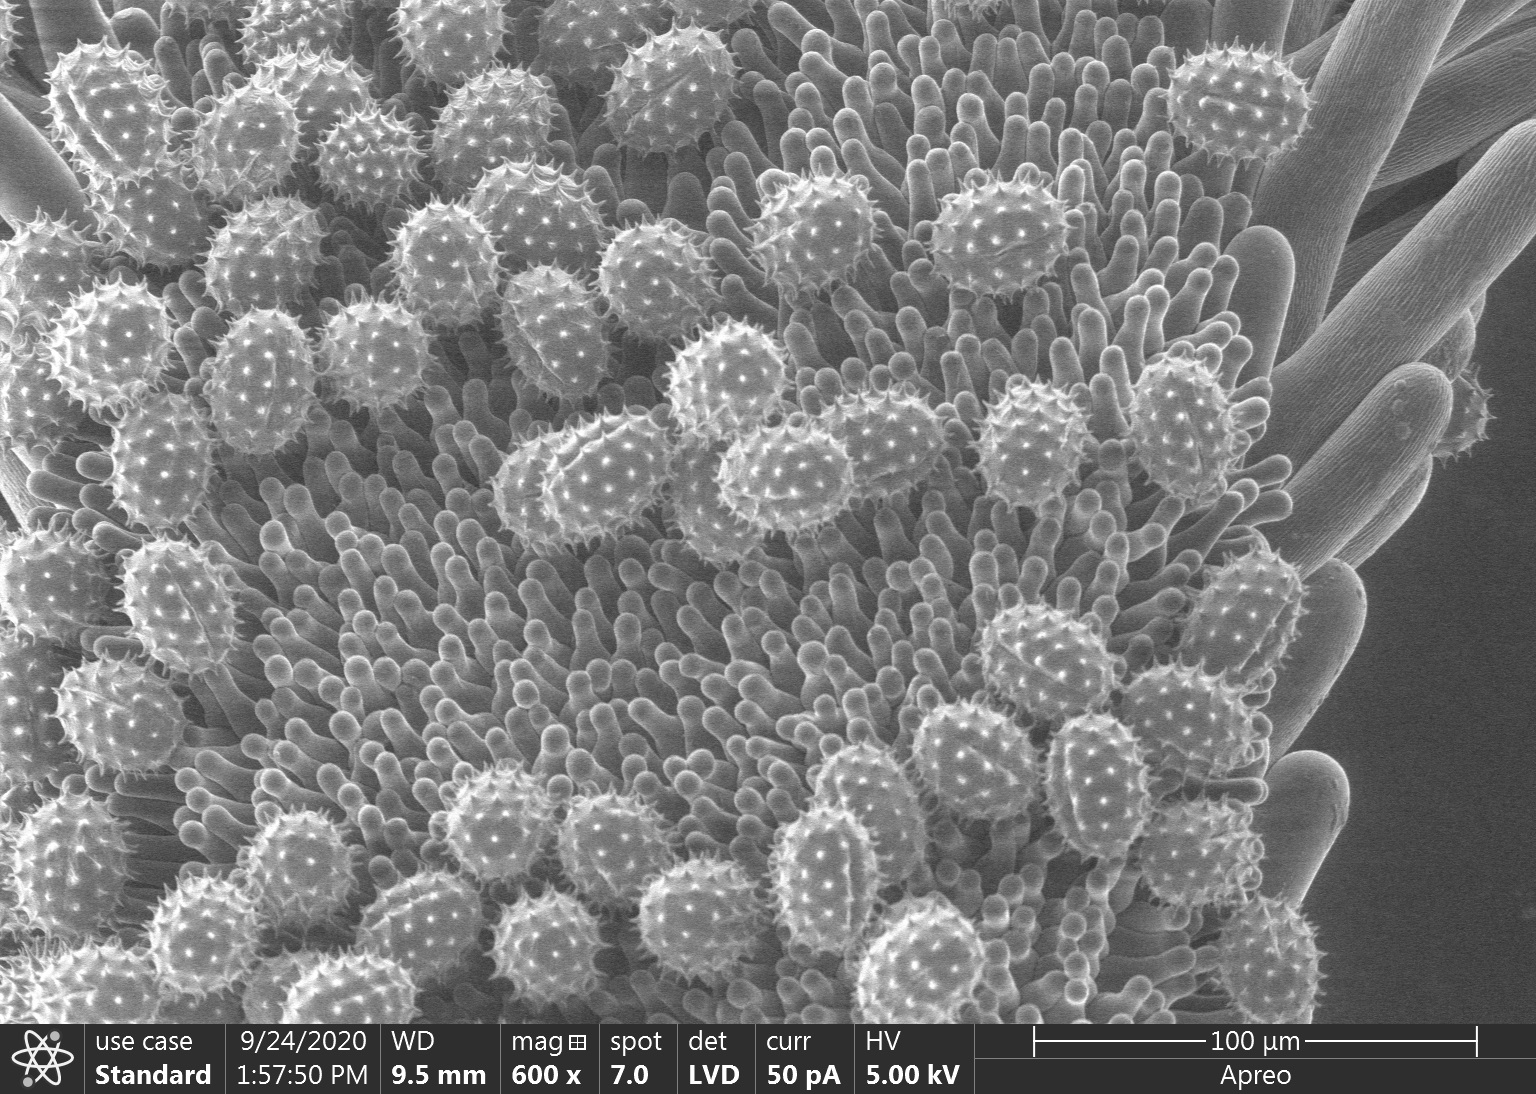 use case 9/24/2020 WD mag ⊞ spot det curr HV 100 µm
Standard 1:57:50 PM 9.5 mm 600 x 7.0 LVD 50 pA 5.00 kV Apreo